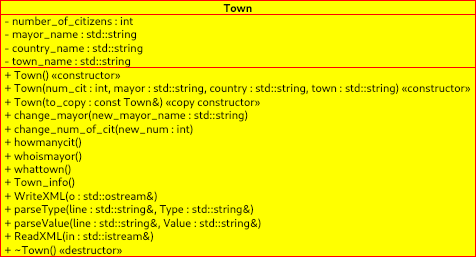 Town
- number_of_citizens : int
- mayor_name : std::string
- country_name : std::string
- town_name : std::string
+ Town() «constructor»
+ Town(num_cit : int, mayor : std::string, country : std::string, town : std::string) «constructor»
+ Town(to_copy : const Town&) «copy constructor»
+ change_mayor(new_mayor_name : std::string)
+ change_num_of_cit(new_num : int)
+ howmanycit()
+ whoismayor()
+ whattown()
+ Town_info()
+ WriteXML(o : std::ostream&)
+ parseType(line : std::string&, Type : std::string&)
+ parseValue(line : std::string&, Value : std::string&)
+ ReadXML(in : std::istream&)
+ ~Town() «destructor»